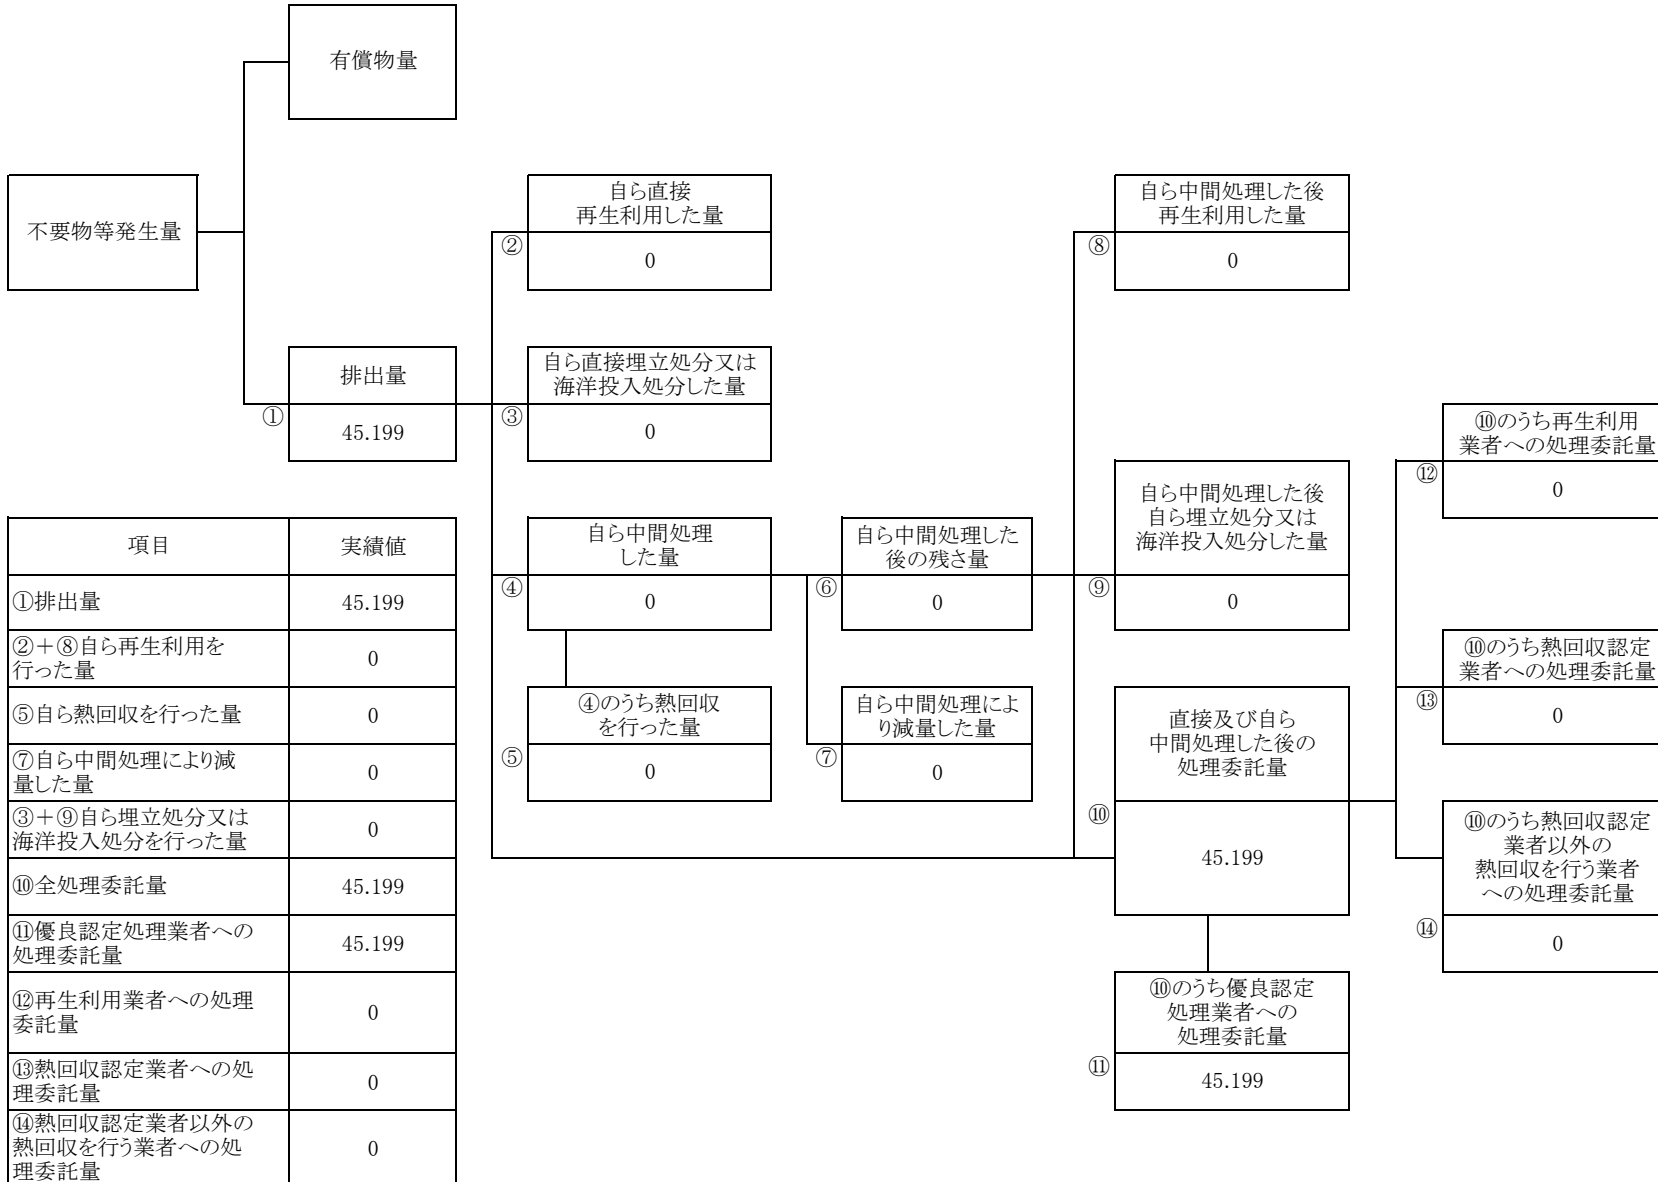 有償物量
不要物等発生量
自ら直接
再生利用した量
②
0
自ら中間処理した後
再生利用した量
⑧
0
排出量
①
45.199
自ら直接埋立処分又は
海洋投入処分した量
③
0
⑩のうち再生利用
業者への処理委託量
⑫
0
自ら中間処理
した量
④
0
自ら中間処理した
後の残さ量
⑥
0
自ら中間処理した後
自ら埋立処分又は
海洋投入処分した量
⑨
0
⑩のうち熱回収認定
業者への処理委託量
⑬
0
④のうち熱回収
を行った量
⑤
0
自ら中間処理によ
り減量した量
⑦
0
直接及び自ら
中間処理した後の
処理委託量
⑩
45.199
⑩のうち熱回収認定
業者以外の
熱回収を行う業者
への処理委託量
⑭
0
⑩のうち優良認定
処理業者への
処理委託量
⑪
45.199
項目 実績値
①排出量 45.199
②＋⑧自ら再生利用を
行った量 0
⑤自ら熱回収を行った量 0
⑦自ら中間処理により減
量した量 0
③＋⑨自ら埋立処分又は
海洋投入処分を行った量 0
⑩全処理委託量 45.199
⑪優良認定処理業者への
処理委託量 45.199
⑫再生利用業者への処理
委託量 0
⑬熱回収認定業者への処
理委託量 0
⑭熱回収認定業者以外の
熱回収を行う業者への処
理委託量 0